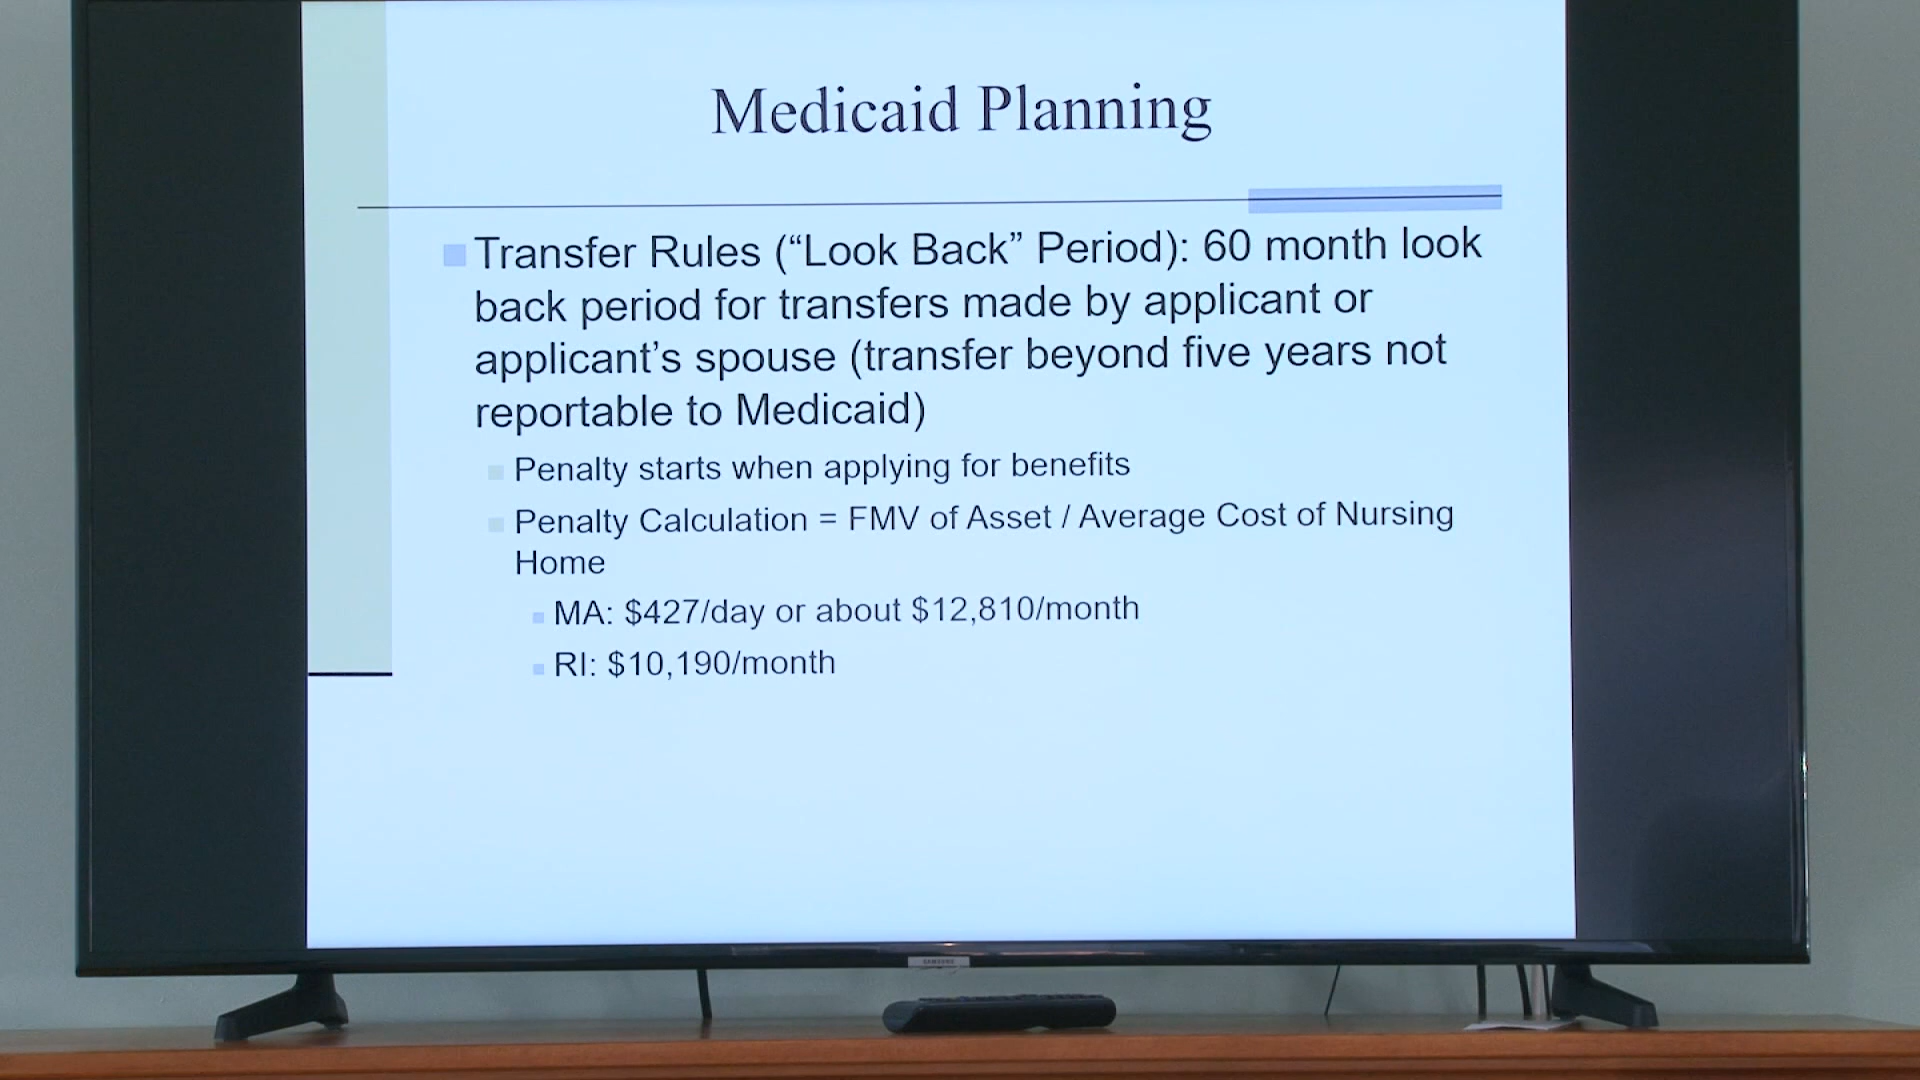 Medicaid Planning
Transfer Rules (“Look Back” Period): 60 month look
back period for transfers made by applicant or
applicant’s spouse (transfer beyond five years not
reportable to Medicaid)
Penalty starts when applying for benefits
Penalty Calculation = FMV of Asset / Average Cost of Nursing
Home
MA: $427/day or about $12,810/month
RI: $10,190/month
SAMSUNG